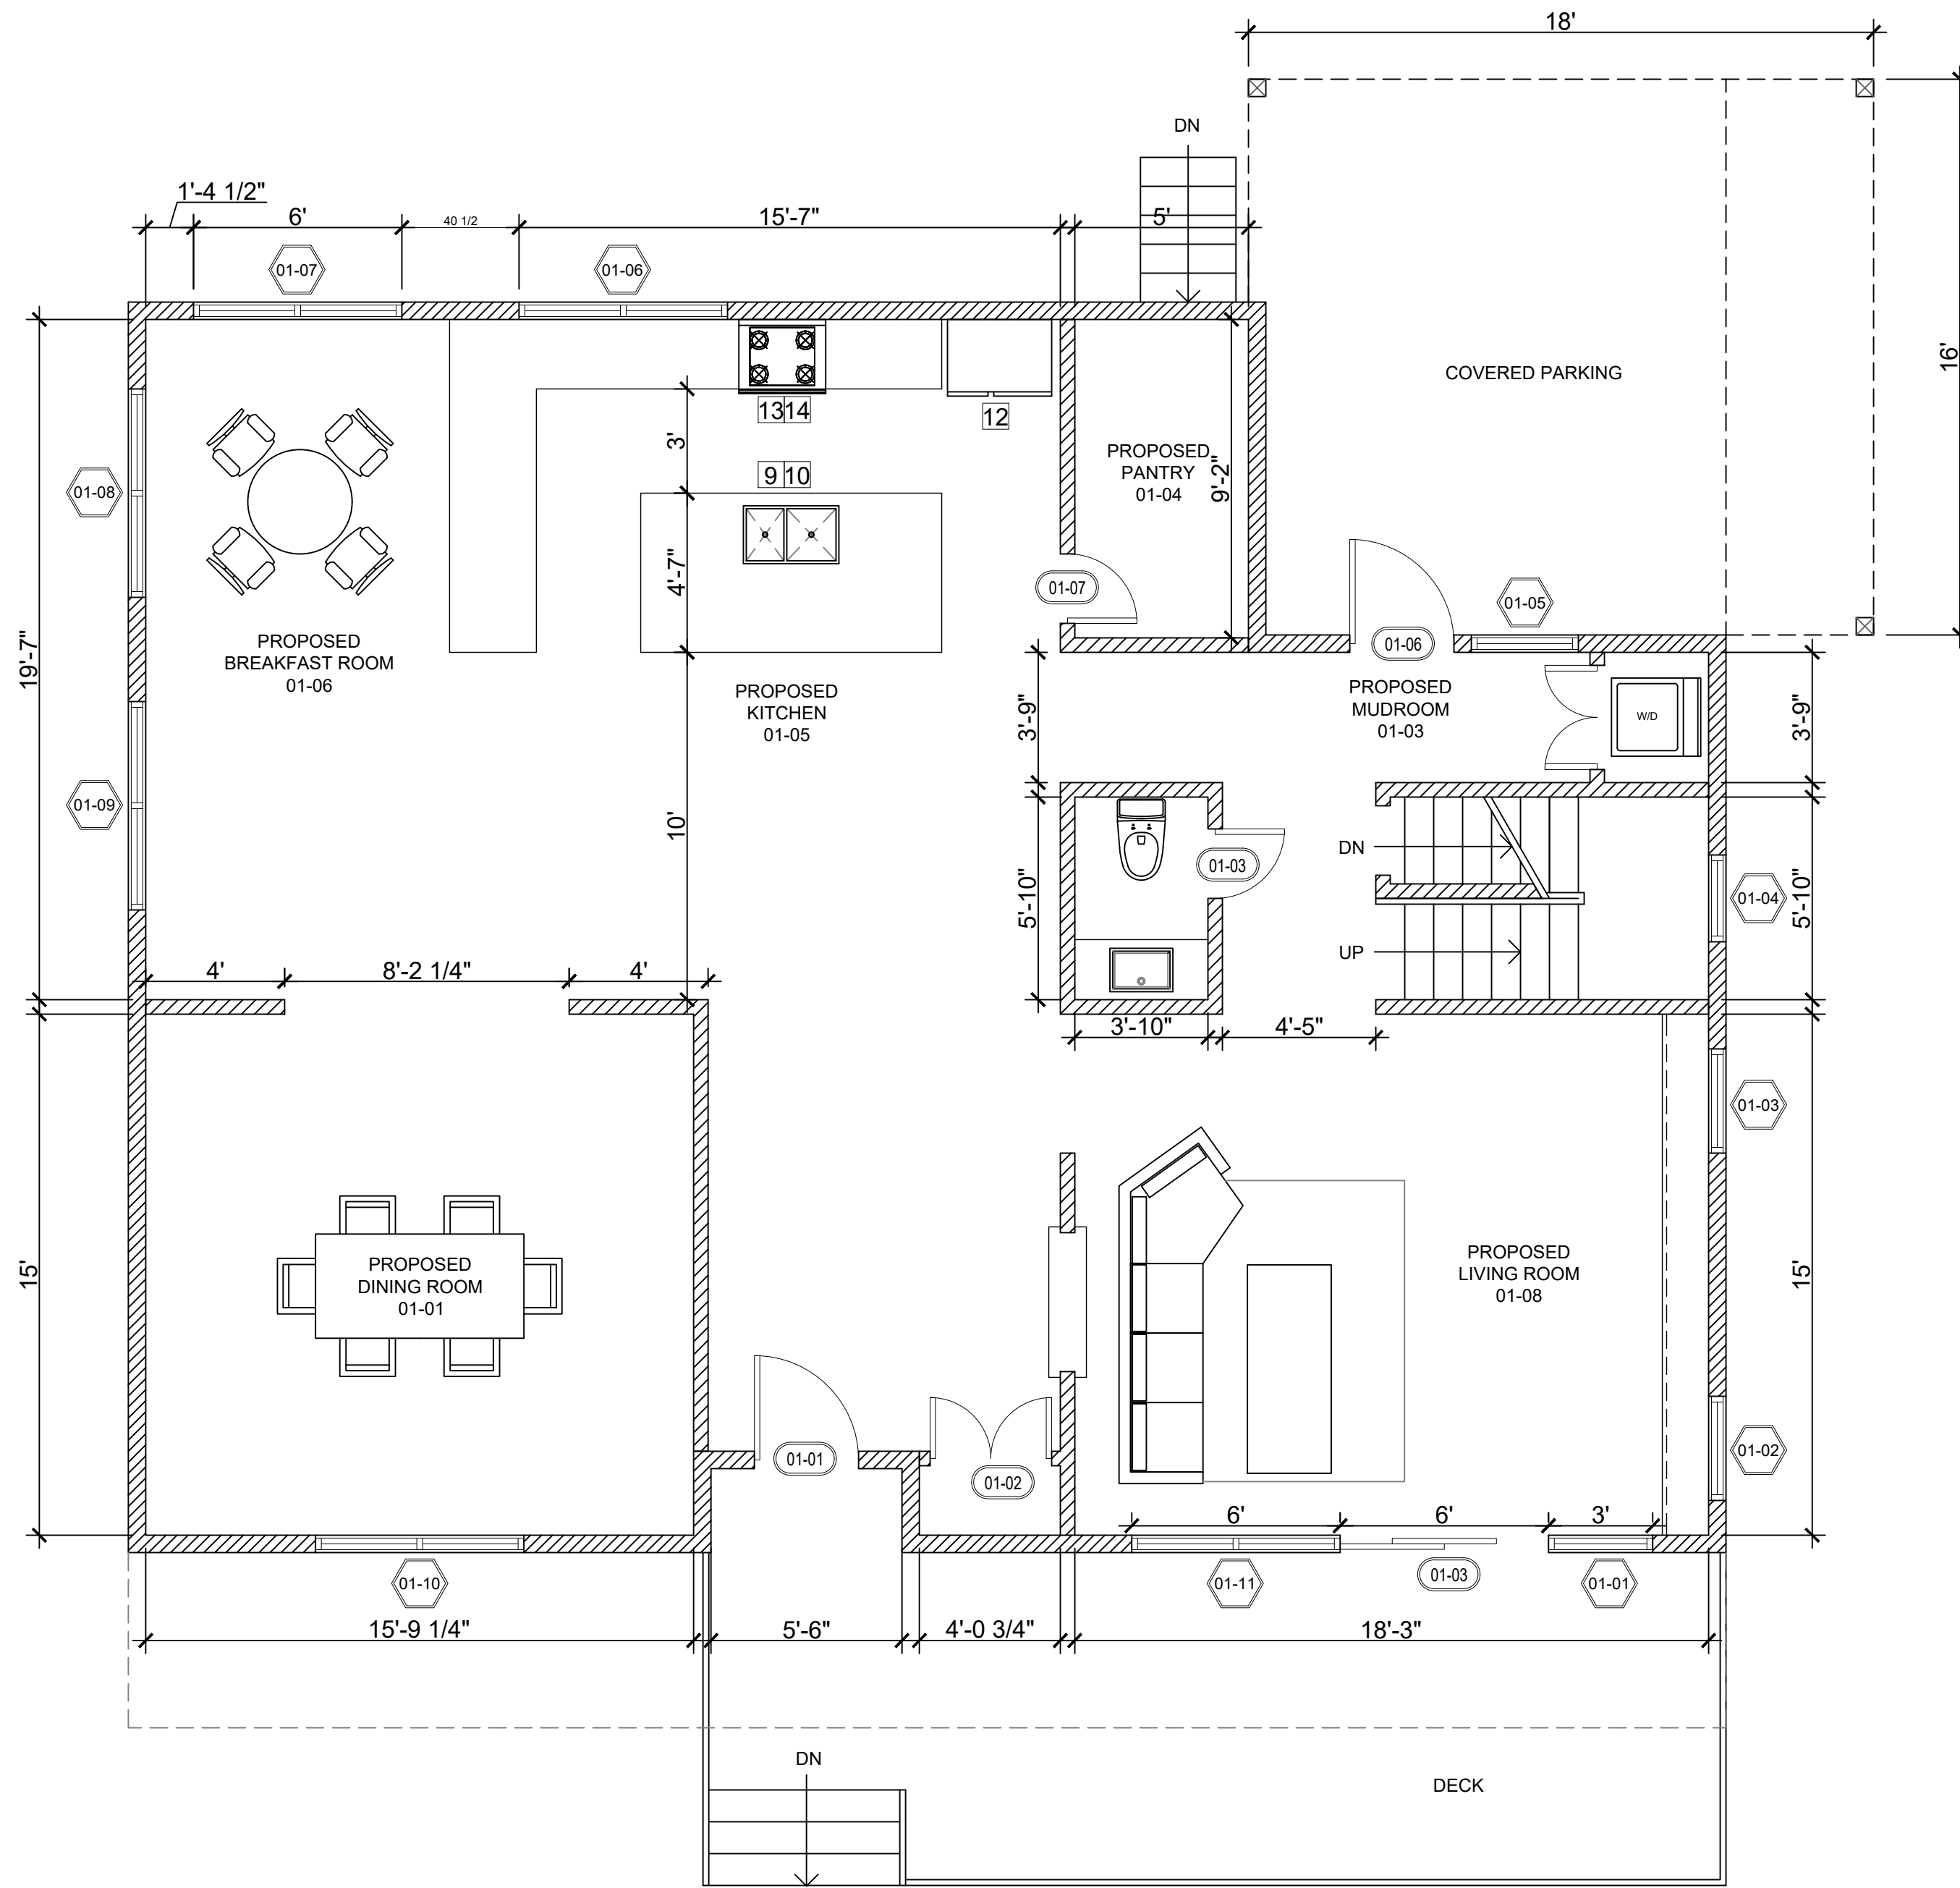 18'
DN
1'-4 1/2"
6'
40 1/2
15'-7"
5'
01-07
01-06
16'
COVERED PARKING
13 14
12
3'
9 10
PROPOSED
PANTRY
01-04
9'-2"
01-08
4'-7"
01-07
01-05
01-06
PROPOSED
BREAKFAST ROOM
01-06
19'-7"
PROPOSED
KITCHEN
01-05
3'-9"
PROPOSED
MUDROOM
01-03
W/D
3'-9"
01-09
10'
DN
01-03
5'-10"
01-04
5'-10"
UP
4'
8'-2 1/4"
4'
3'-10"
4'-5"
01-03
PROPOSED
DINING ROOM
01-01
15'
PROPOSED
LIVING ROOM
01-08
15'
01-01
01-02
01-02
6'
6'
3'
01-10
01-11
01-03
01-01
15'-9 1/4"
5'-6"
4'-0 3/4"
18'-3"
DN
DECK